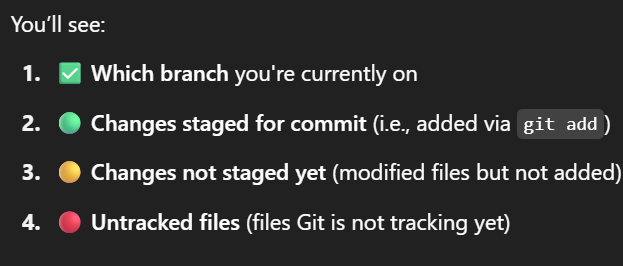 You’ll see:
1. ✅ Which branch you're currently on
2. 🟢 Changes staged for commit (i.e., added via git add)
3. 🟡 Changes not staged yet (modified files but not added)
4. 🔴 Untracked files (files Git is not tracking yet)